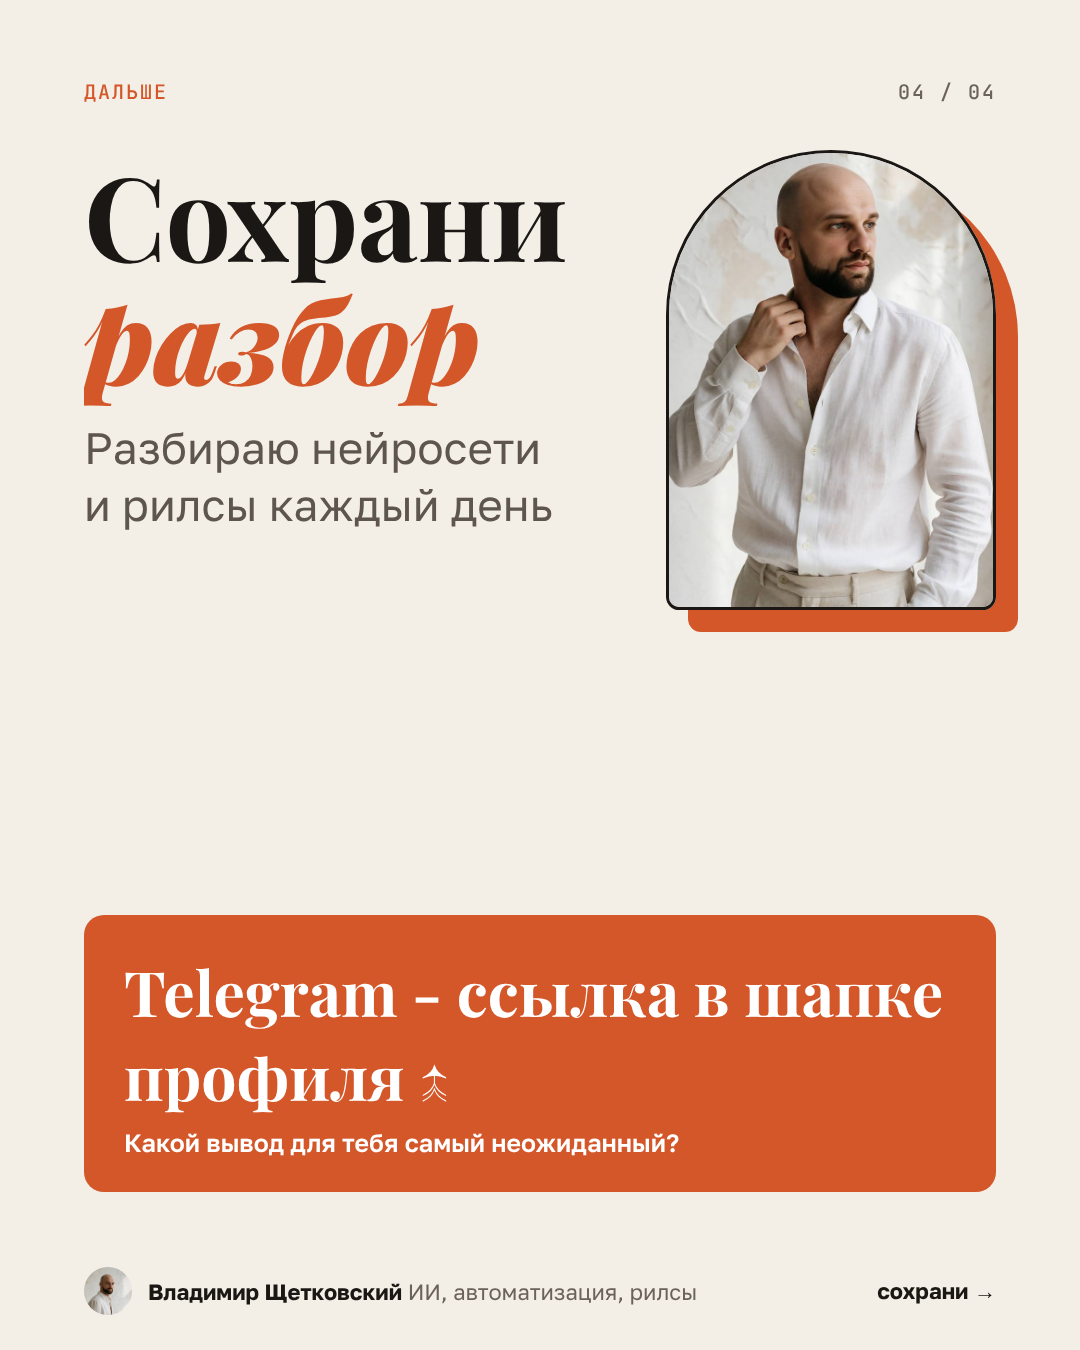 ДАЛЬШЕ
04 / 04
Сохрани
разбор
Разбираю нейросети
и рилсы каждый день
Telegram - ссылка в шапке
профиля ↑
Какой вывод для тебя самый неожиданный?
Владимир Щетковский ИИ, автоматизация, рилсы
сохрани →